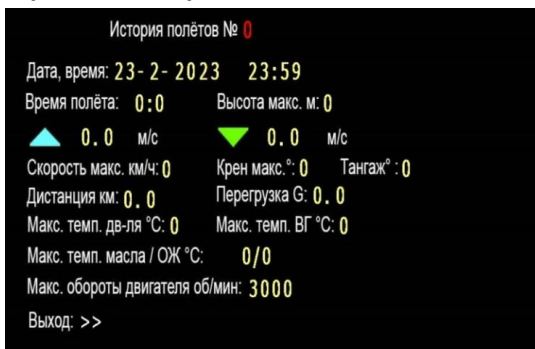 История полётов № 0
Дата, время: 23- 2- 2023 23:59
Время полёта: 0:0 Высота макс. м: 0
0.0 м/с 0.0 м/с
Скорость макс. км/ч: 0 Крен макс.°: 0 Тангаж° : 0
Дистанция км: 0.0 Перегрузка G: 0.0
Макс. темп. дв-ля °C: 0 Макс. темп. ВГ °C: 0
Макс. темп. масла / ОЖ °C: 0/0
Макс. обороты двигателя об/мин: 3000
Выход: >>